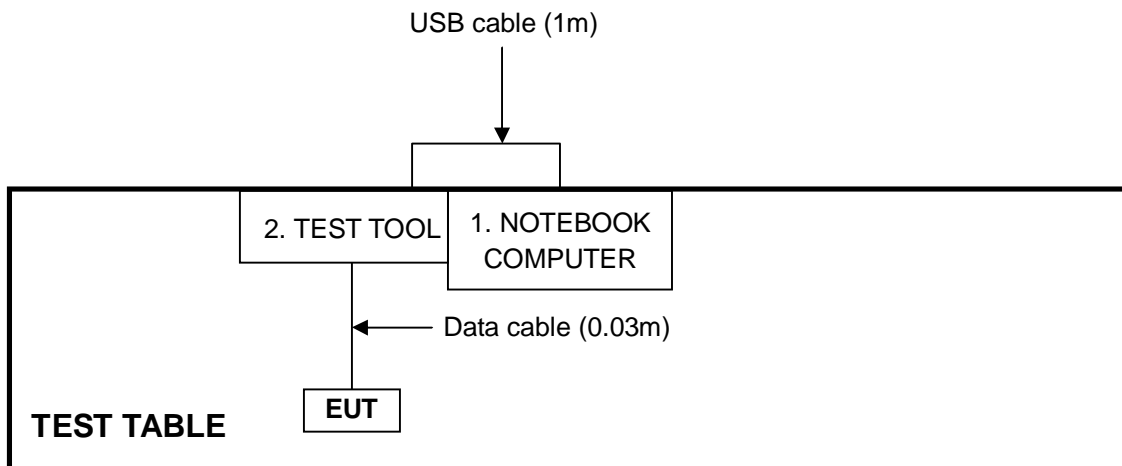 USB cable (1m)
2. TEST TOOL
1. NOTEBOOK
COMPUTER
Data cable (0.03m)
EUT
TEST TABLE